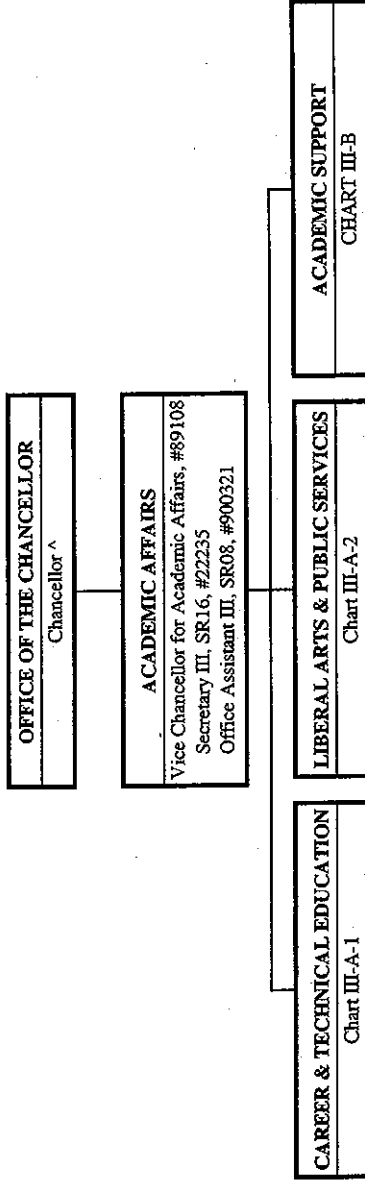 OFFICE OF THE CHANCELLOR
Chancellor ^
ACADEMIC AFFAIRS
Vice Chancellor for Academic Affairs, #89108
Secretary III, SR16, #22235
Office Assistant III, SR08, #900321
CAREER & TECHNICAL EDUCATION
Chart III-A-1
LIBERAL ARTS & PUBLIC SERVICES
Chart III-A-2
ACADEMIC SUPPORT
CHART III-B